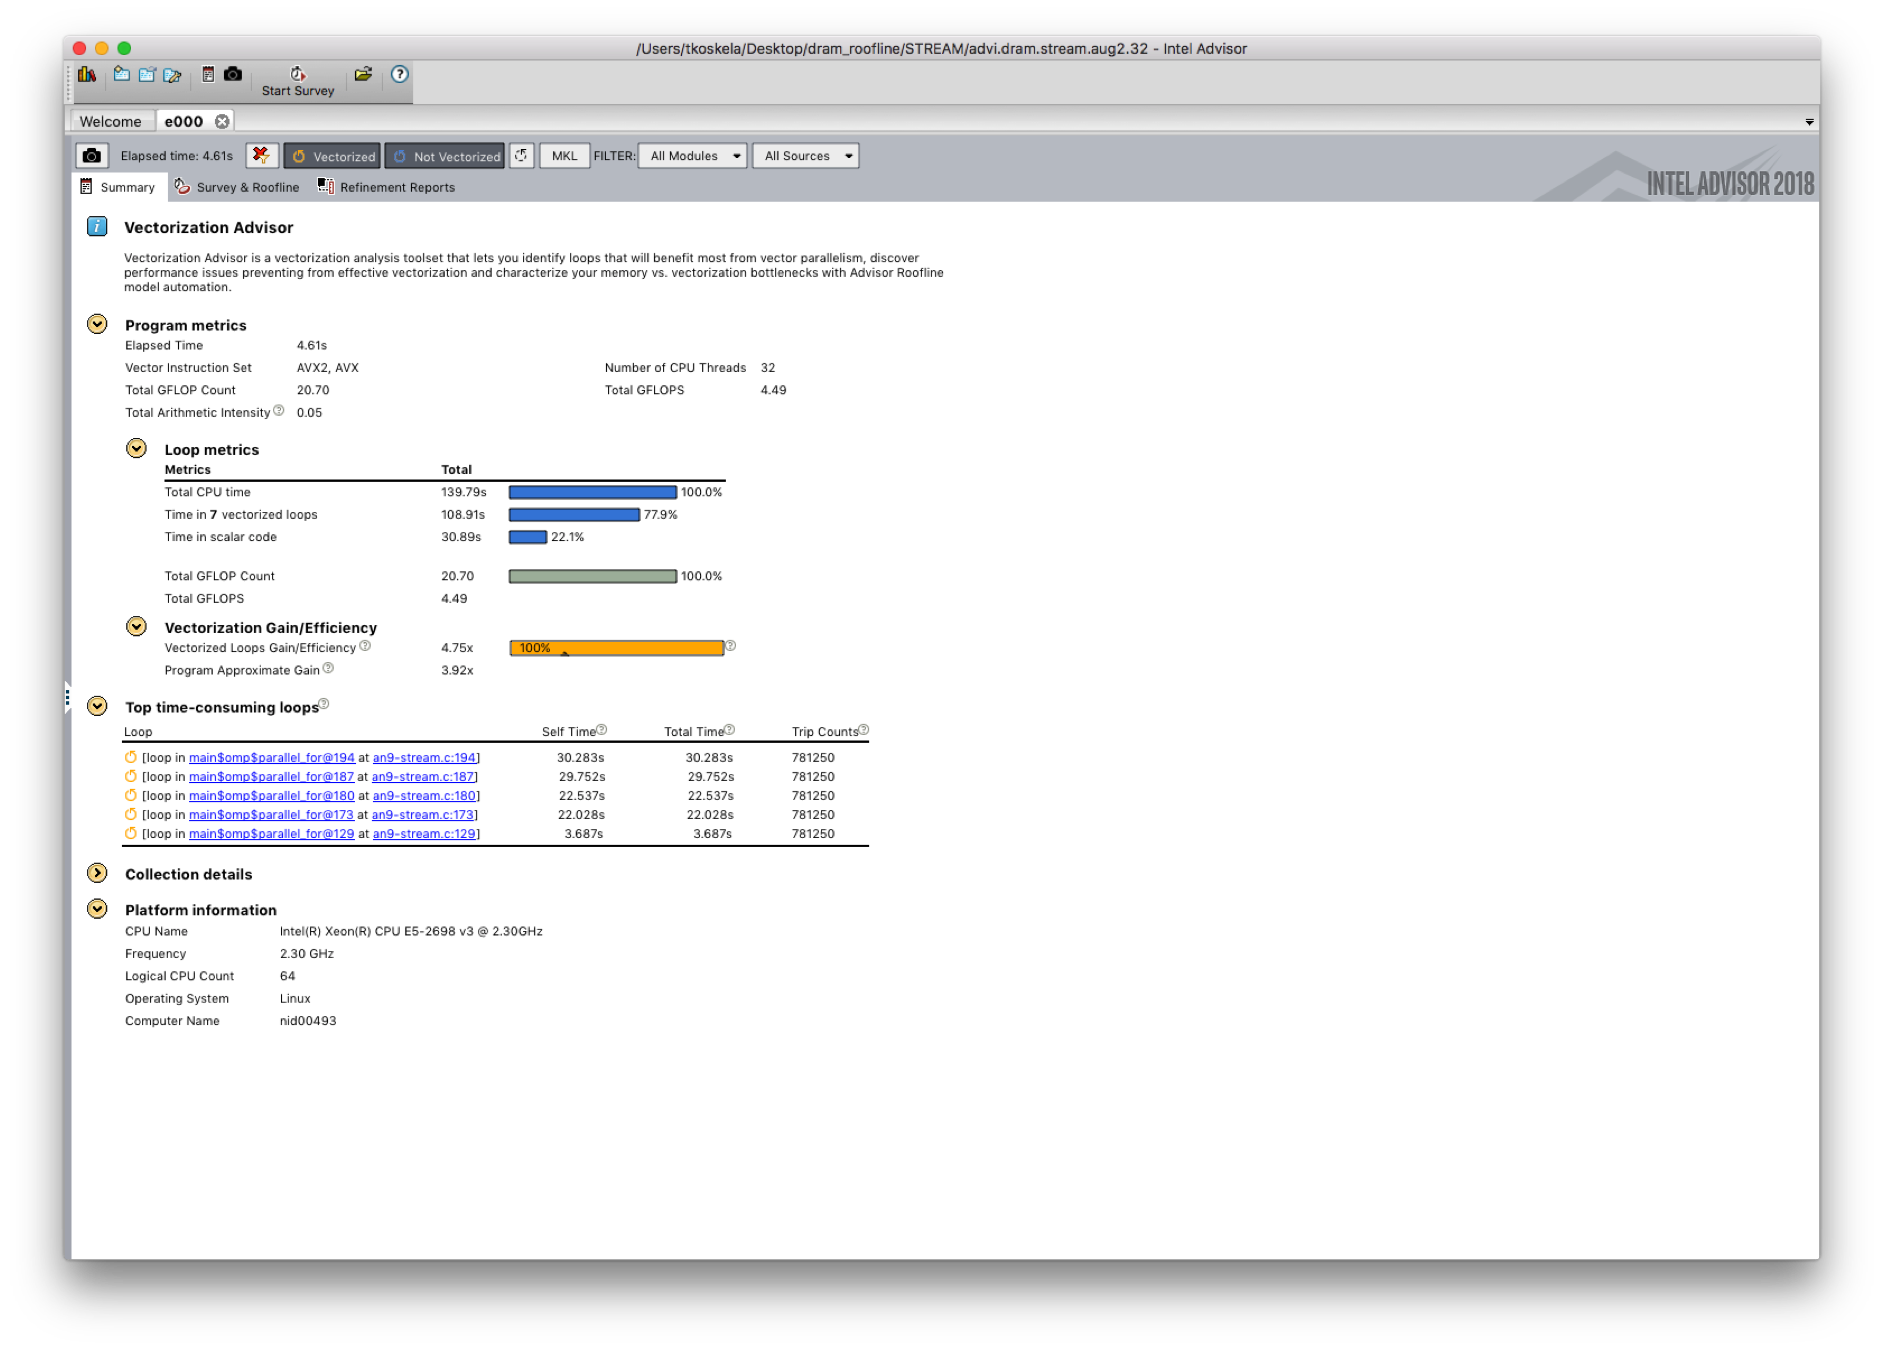 /Users/tkoskela/Desktop/dram_roofline/STREAM/advi.dram.stream.aug2.32 - Intel Advisor
Start Survey
Welcome e000
Elapsed time: 4.61s Vectorized Not Vectorized MKL FILTER: All Modules All Sources
INTEL ADVISOR 2018
Summary Survey & Roofline Refinement Reports
Vectorization Advisor
Vectorization Advisor is a vectorization analysis toolset that lets you identify loops that will benefit most from vector parallelism, discover
performance issues preventing from effective vectorization and characterize your memory vs. vectorization bottlenecks with Advisor Roofline
model automation.
Program metrics
Elapsed Time 4.61s
Vector Instruction Set AVX2, AVX Number of CPU Threads 32
Total GFLOP Count 20.70 Total GFLOPS 4.49
Total Arithmetic Intensity 0.05
Loop metrics
Metrics Total
Total CPU time 139.79s 100.0%
Time in 7 vectorized loops 108.91s 77.9%
Time in scalar code 30.89s 22.1%
Total GFLOP Count 20.70 100.0%
Total GFLOPS 4.49
Vectorization Gain/Efficiency
Vectorized Loops Gain/Efficiency 4.75x 100%
Program Approximate Gain 3.92x
Top time-consuming loops
Loop Self Time Total Time Trip Counts
[loop in main$omp$parallel_for@194 at an9-stream.c:194] 30.283s 30.283s 781250
[loop in main$omp$parallel_for@187 at an9-stream.c:187] 29.752s 29.752s 781250
[loop in main$omp$parallel_for@180 at an9-stream.c:180] 22.537s 22.537s 781250
[loop in main$omp$parallel_for@173 at an9-stream.c:173] 22.028s 22.028s 781250
[loop in main$omp$parallel_for@129 at an9-stream.c:129] 3.687s 3.687s 781250
Collection details
Platform information
CPU Name Intel(R) Xeon(R) CPU E5-2698 v3 @ 2.30GHz
Frequency 2.30 GHz
Logical CPU Count 64
Operating System Linux
Computer Name nid00493